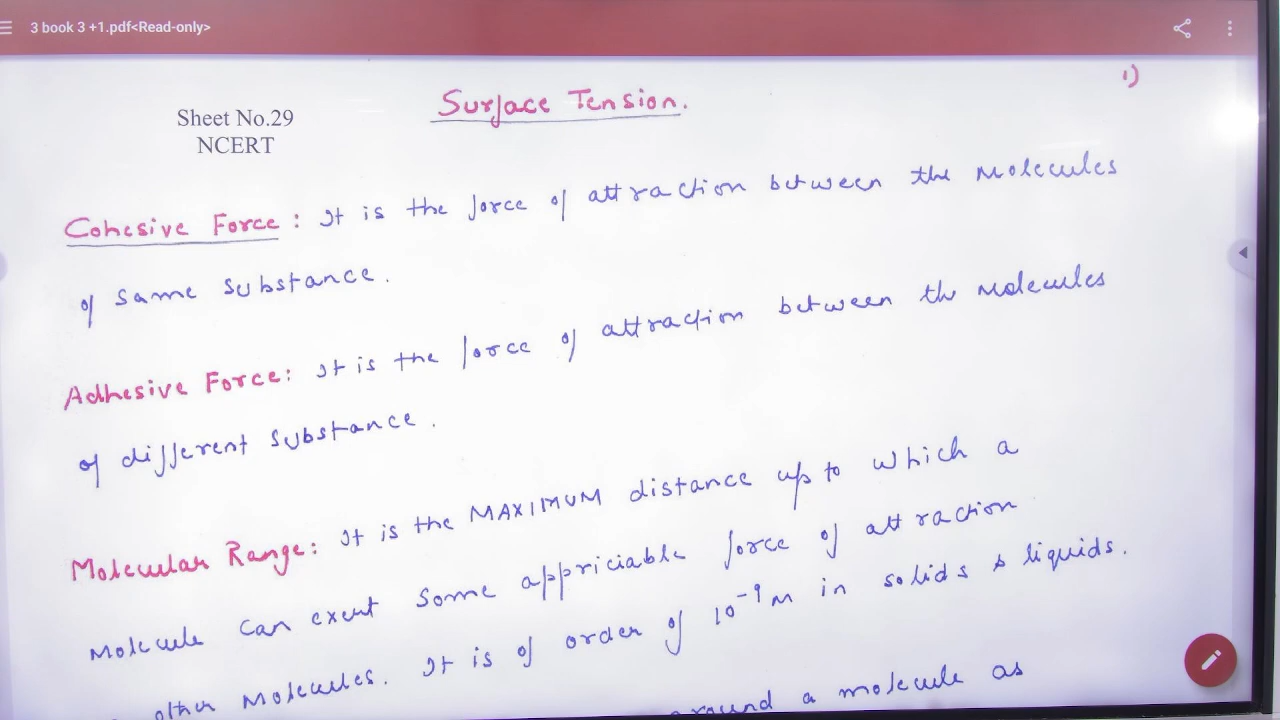 3 book 3 +1.pdf<Read-only>
1)
Surface Tension.
Sheet No.29
NCERT
Cohesive Force : It is the force of attraction between the molecules
of same substance.
Adhesive Force: It is the force of attraction between the molecules
of different substance.
Molecular Range: It is the MAXIMUM distance up to which a
molecule can exert some appriciable force of attraction
other molecules. It is of order of 10⁻⁹m in solids & liquids.
around a molecule as